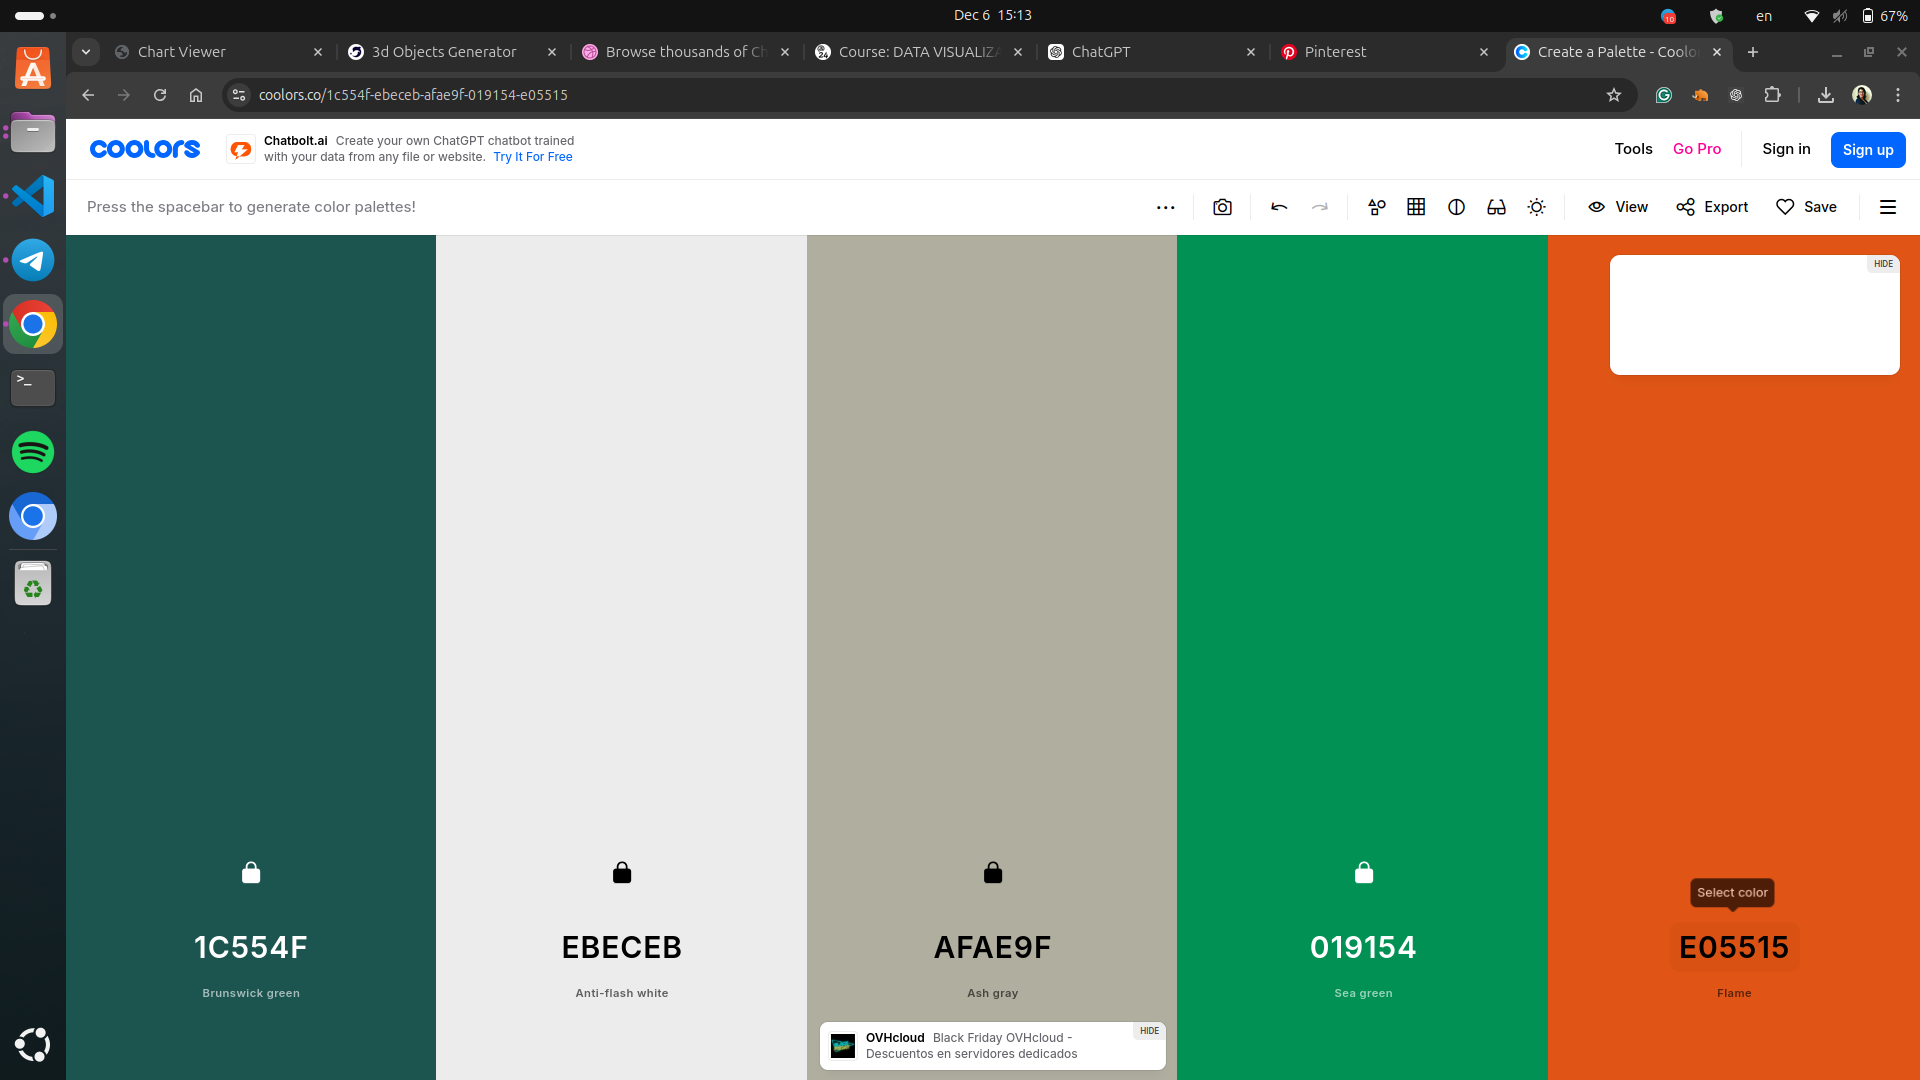 Dec 6 15:13
10
en
67%
Chart Viewer
3d Objects Generator
Browse thousands of Ch
Course: DATA VISUALIZA
ChatGPT
Pinterest
Create a Palette - Coolo
coolors.co/1c554f-ebeceb-afae9f-019154-e05515
coolors
Chatbolt.ai Create your own ChatGPT chatbot trained
with your data from any file or website. Try It For Free
Tools
Go Pro
Sign in
Sign up
Press the spacebar to generate color palettes!
View
Export
Save
HIDE
Select color
1C554F
EBECEB
AFAE9F
019154
E05515
Brunswick green
Anti-flash white
Ash gray
Sea green
Flame
OVHcloud Black Friday OVHcloud -
Descuentos en servidores dedicados
HIDE